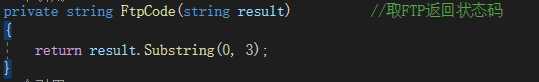 private string FtpCode(string result) //取FTP返回状态码
{
return result.Substring(0, 3);
}